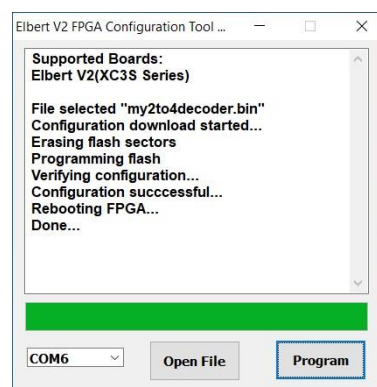 Elbert V2 FPGA Configuration Tool ...
Supported Boards:
Elbert V2(XC3S Series)
File selected "my2to4decoder.bin"
Configuration download started...
Erasing flash sectors
Programming flash
Verifying configuration...
Configuration succcessful...
Rebooting FPGA...
Done...
COM6
Open File
Program